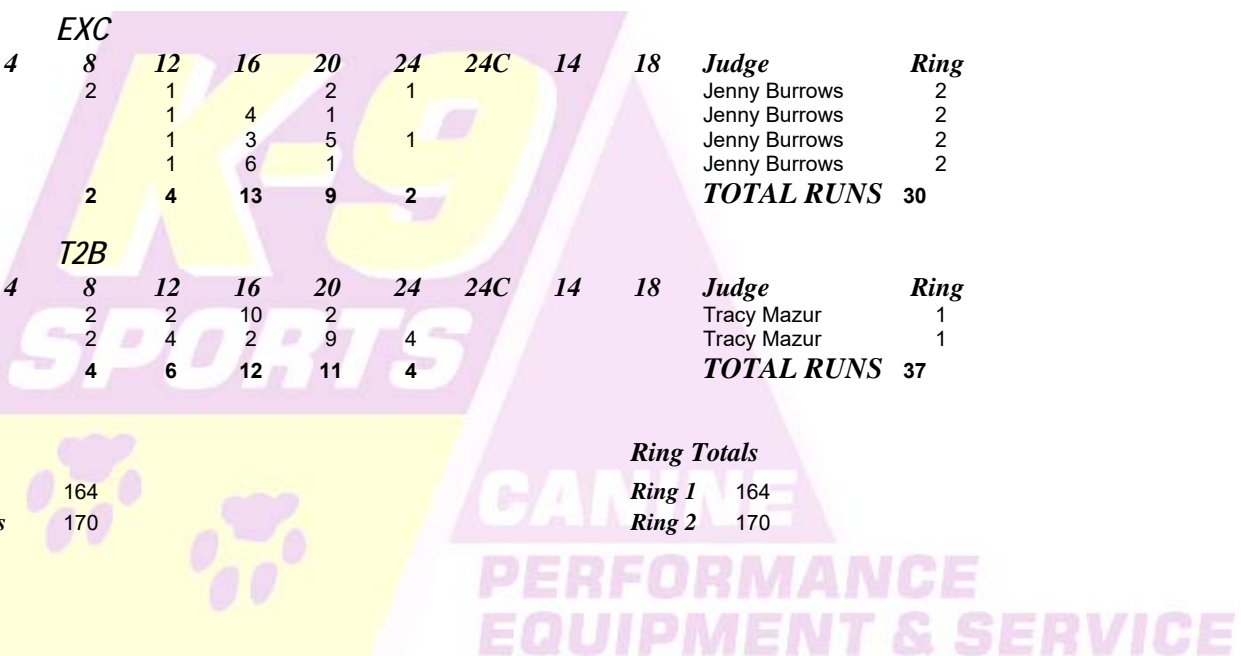 EXC
4 8 12 16 20 24 24C 14 18 Judge Ring
2 1 2 1 Jenny Burrows 2
1 4 1 Jenny Burrows 2
1 3 5 1 Jenny Burrows 2
1 6 1 Jenny Burrows 2
2 4 13 9 2 TOTAL RUNS 30
T2B
4 8 12 16 20 24 24C 14 18 Judge Ring
2 2 10 2 Tracy Mazur 1
2 4 2 9 4 Tracy Mazur 1
4 6 12 11 4 TOTAL RUNS 37
Ring Totals
164 Ring 1 164
s 170 Ring 2 170
K-9
SPORTS
CANINE
PERFORMANCE
EQUIPMENT & SERVICE